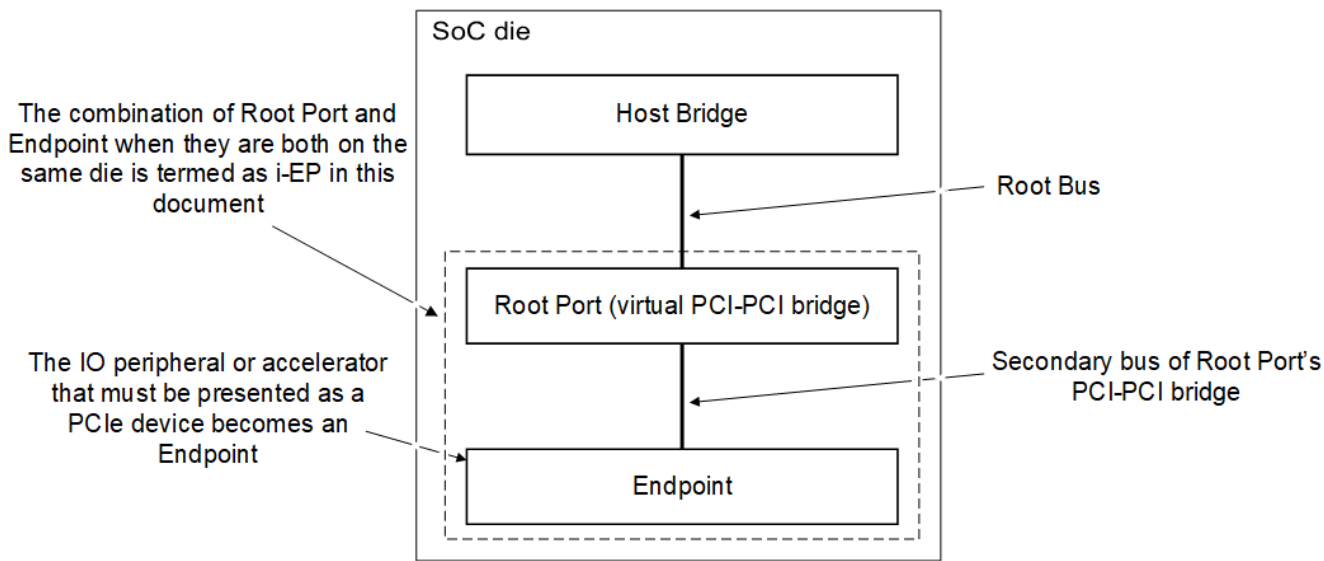 SoC die
Host Bridge
The combination of Root Port and
Endpoint when they are both on the
same die is termed as i-EP in this
document
Root Bus
Root Port (virtual PCI-PCI bridge)
The IO peripheral or accelerator
that must be presented as a
PCIe device becomes an
Endpoint
Secondary bus of Root Port's
PCI-PCI bridge
Endpoint